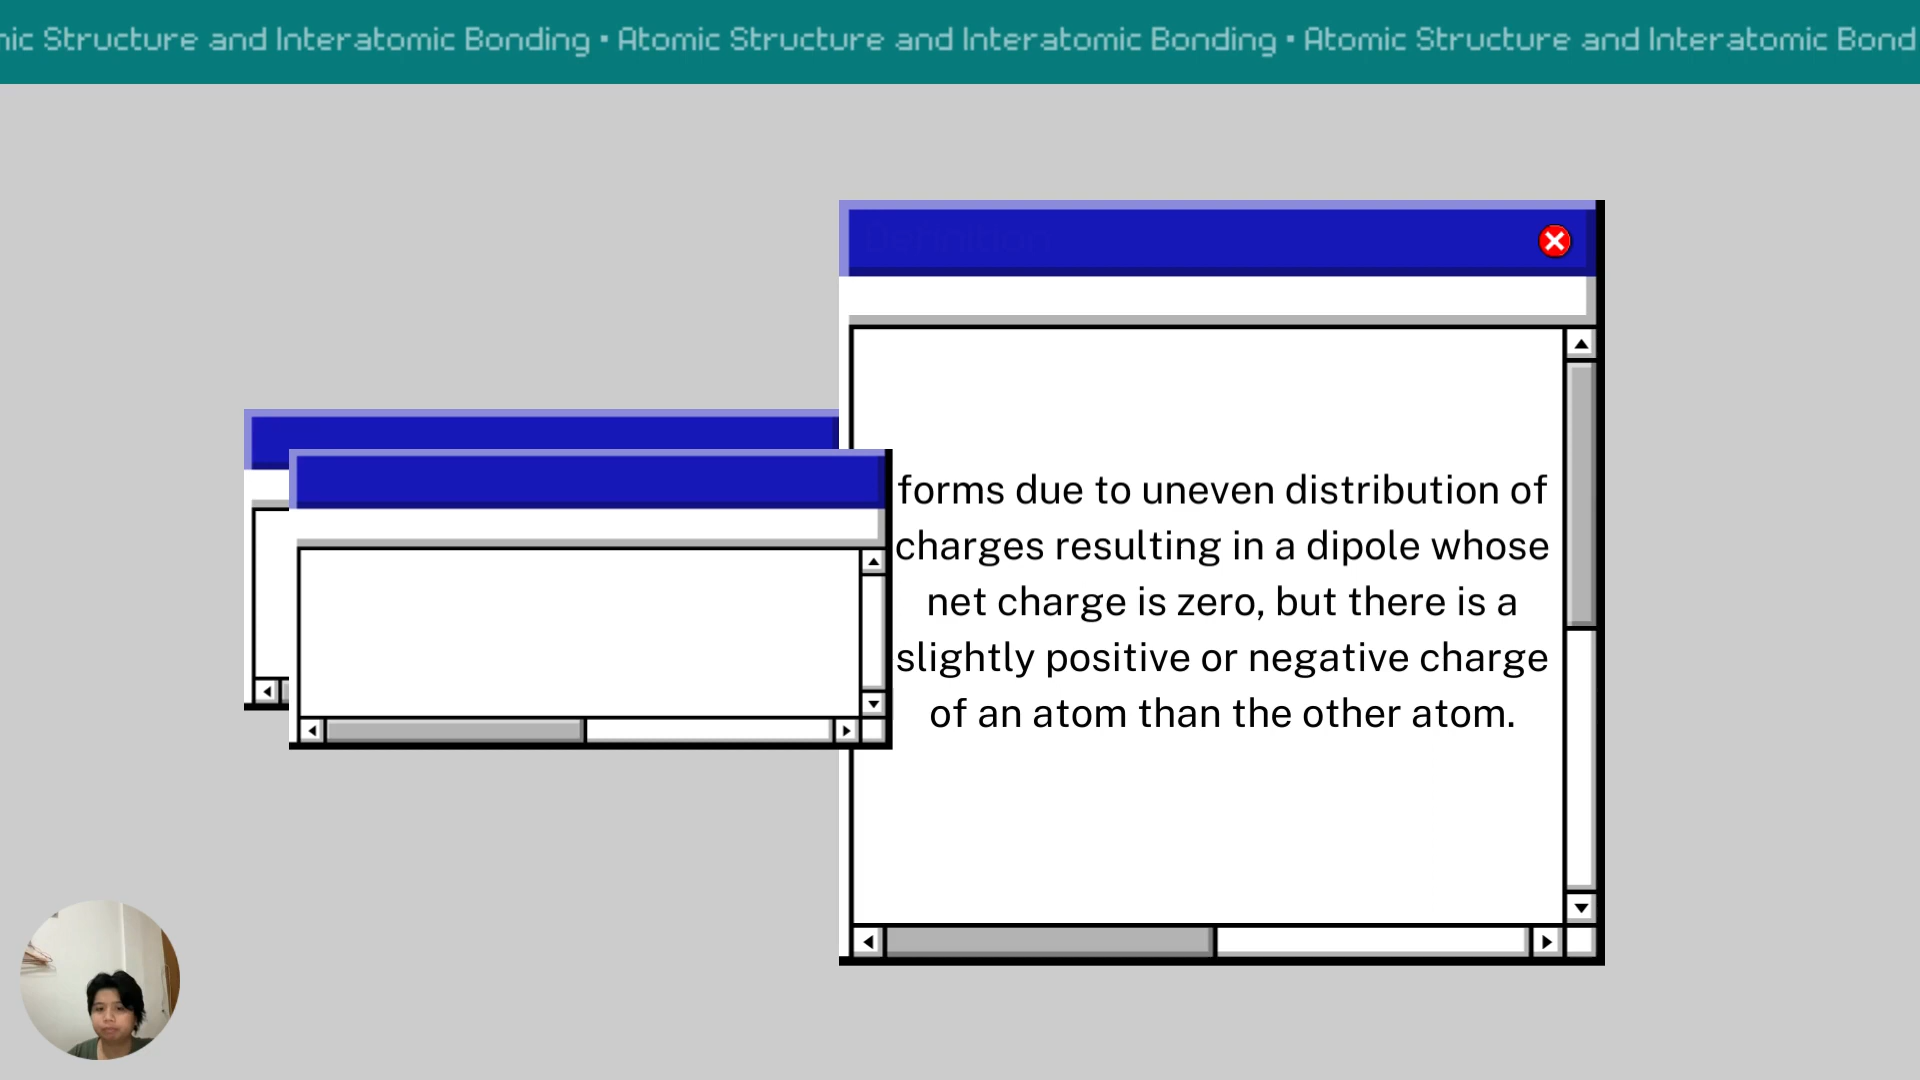 nic Structure and Interatomic Bonding • Atomic Structure and Interatomic Bonding • Atomic Structure and Interatomic Bond
Definition
forms due to uneven distribution of
charges resulting in a dipole whose
net charge is zero, but there is a
slightly positive or negative charge
of an atom than the other atom.